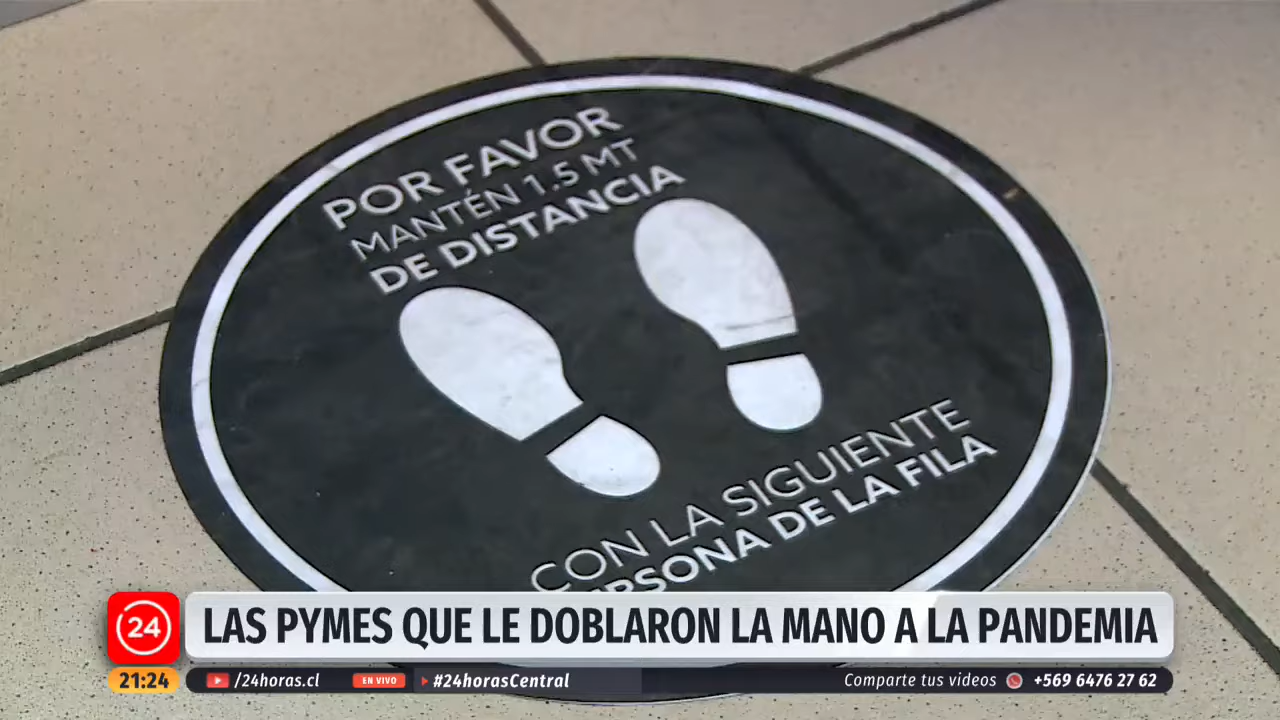 POR FAVOR
MANTÉN 1.5 MT
DE DISTANCIA
CON LA SIGUIENTE
PERSONA DE LA FILA
24
LAS PYMES QUE LE DOBLARON LA MANO A LA PANDEMIA
21:24
/24horas.cl
EN VIVO
#24horasCentral
Comparte tus videos
+569 6476 27 62